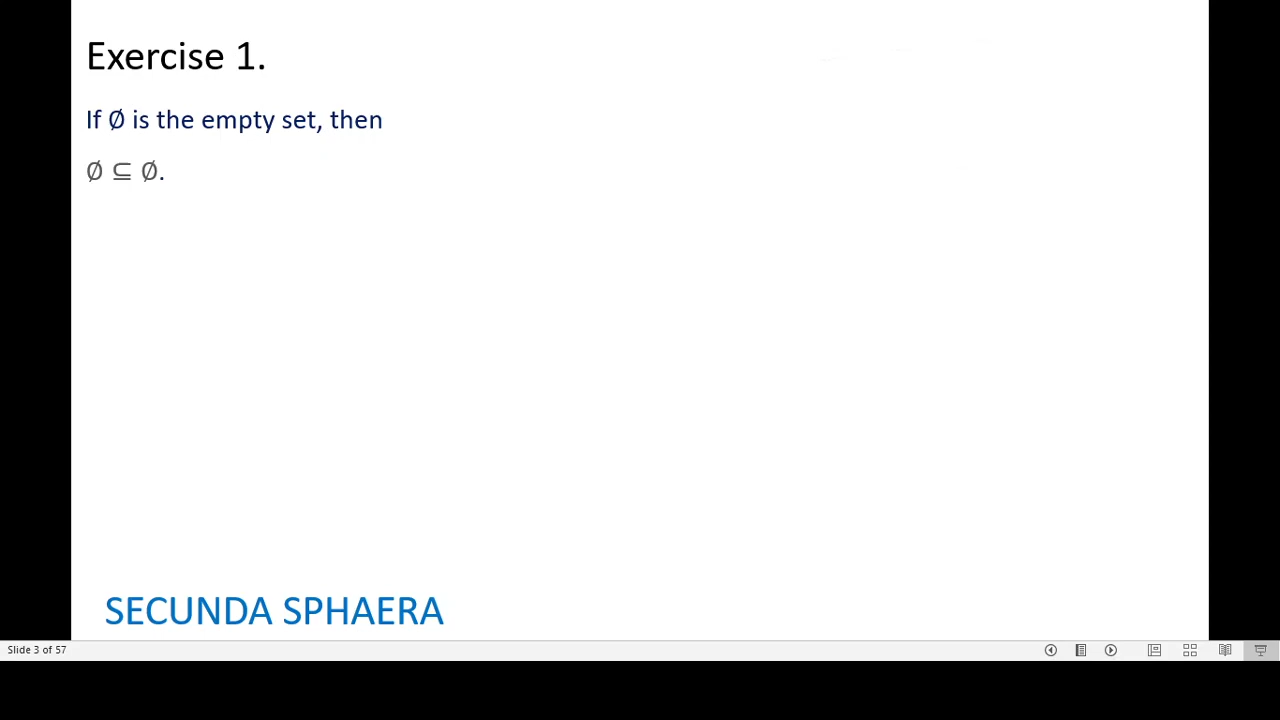 Exercise 1.
If Ø is the empty set, then
Ø ⊆ Ø.
SECUNDA SPHAERA
Slide 3 of 57